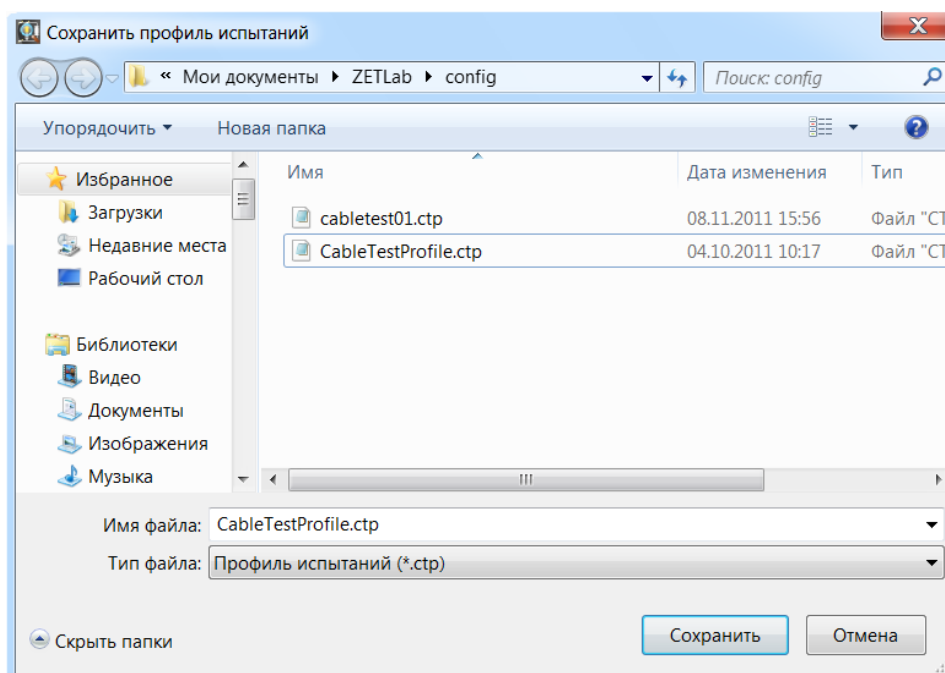 Сохранить профиль испытаний
« Мои документы ▸ ZETLab ▸ config
Поиск: config
Упорядочить
Новая папка
Избранное
Загрузки
Недавние места
Рабочий стол
Библиотеки
Видео
Документы
Изображения
Музыка
Имя Дата изменения Тип
cabletest01.ctp 08.11.2011 15:56 Файл "СТ
CableTestProfile.ctp 04.10.2011 10:17 Файл "СТ
Имя файла: CableTestProfile.ctp
Тип файла: Профиль испытаний (*.ctp)
Скрыть папки
Сохранить
Отмена